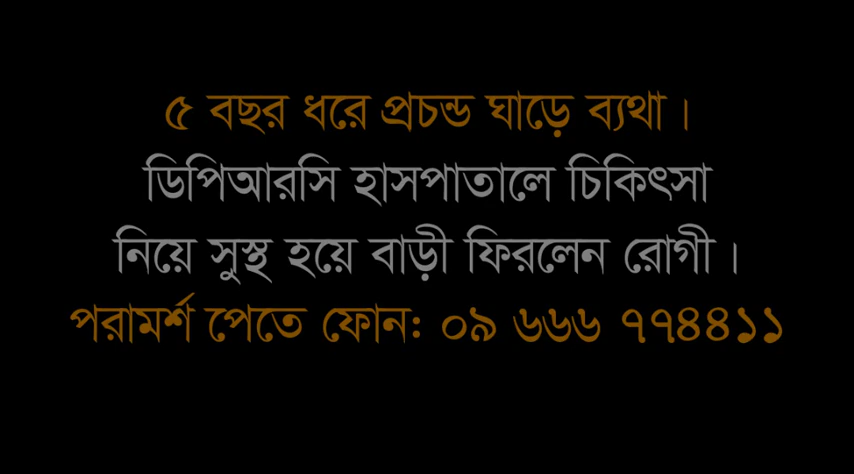 ৫ বছর ধরে প্রচন্ড ঘাড়ে ব্যথা।
ডিপিআরসি হাসপাতালে চিকিৎসা
নিয়ে সুস্থ হয়ে বাড়ী ফিরলেন রোগী।
পরামর্শ পেতে ফোন: ০৯ ৬৬৬ ৭৭৪৪১১